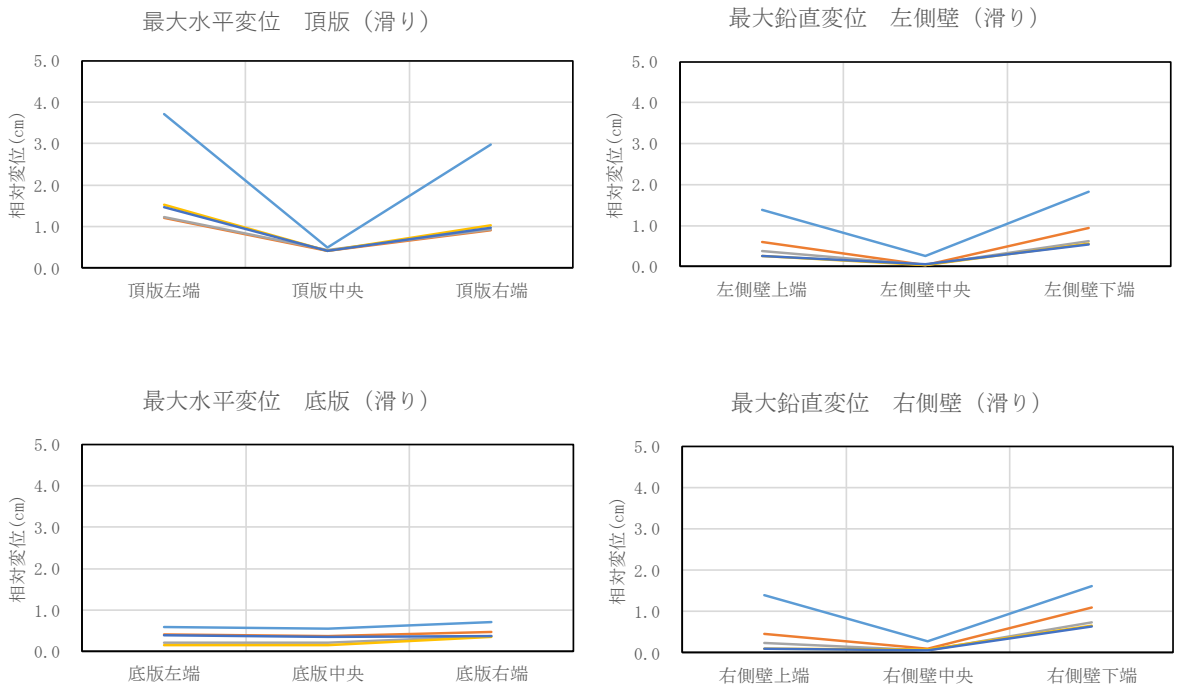 最大水平変位　頂版（滑り）
相対変位(cm)
5.0
4.0
3.0
2.0
1.0
0.0
頂版左端
頂版中央
頂版右端
最大鉛直変位　左側壁（滑り）
相対変位(cm)
5.0
4.0
3.0
2.0
1.0
0.0
左側壁上端
左側壁中央
左側壁下端
最大水平変位　底版（滑り）
相対変位(cm)
5.0
4.0
3.0
2.0
1.0
0.0
底版左端
底版中央
底版右端
最大鉛直変位　右側壁（滑り）
相対変位(cm)
5.0
4.0
3.0
2.0
1.0
0.0
右側壁上端
右側壁中央
右側壁下端